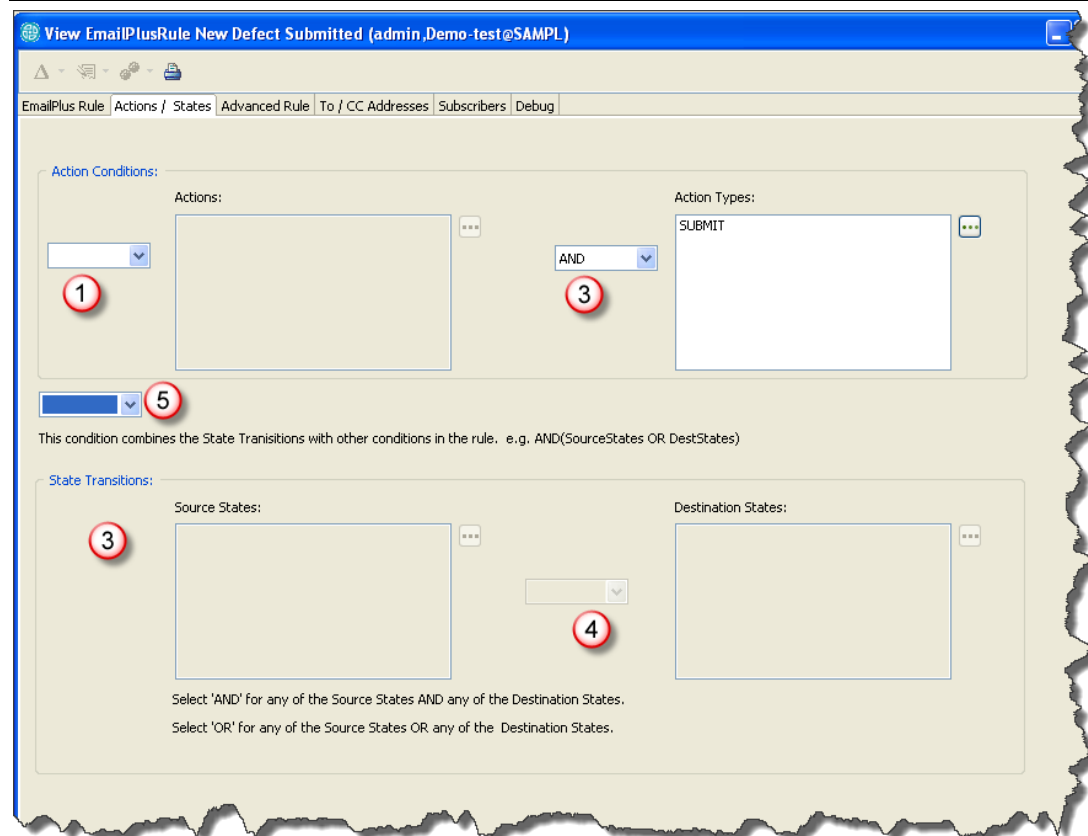 View EmailPlusRule New Defect Submitted (admin,Demo-test@SAMPL)
EmailPlus Rule Actions / States Advanced Rule To / CC Addresses Subscribers Debug
Action Conditions:
Actions:
Action Types:
SUBMIT
AND
1
3
5
This condition combines the State Transitions with other conditions in the rule. e.g. AND(SourceStates OR DestStates)
State Transitions:
Source States:
Destination States:
3
4
Select 'AND' for any of the Source States AND any of the Destination States.
Select 'OR' for any of the Source States OR any of the Destination States.